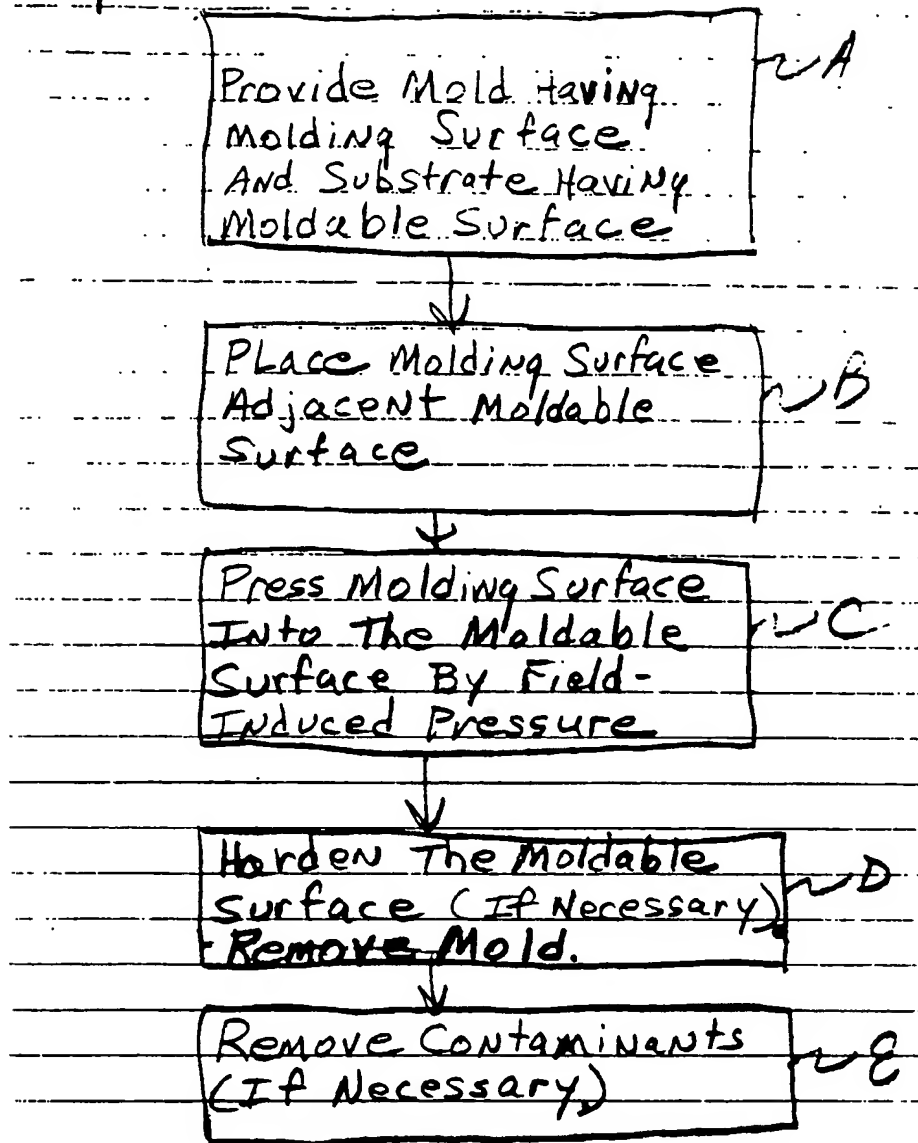 Provide Mold Having
Molding Surface
And Substrate Having
Moldable Surface
A
Place Molding Surface
Adjacent Moldable
Surface
B
Press Molding Surface
Into The Moldable
Surface By Field-
Induced Pressure
C
Harden The Moldable
Surface (If Necessary).
Remove Mold.
D
Remove Contaminants
(If Necessary)
E